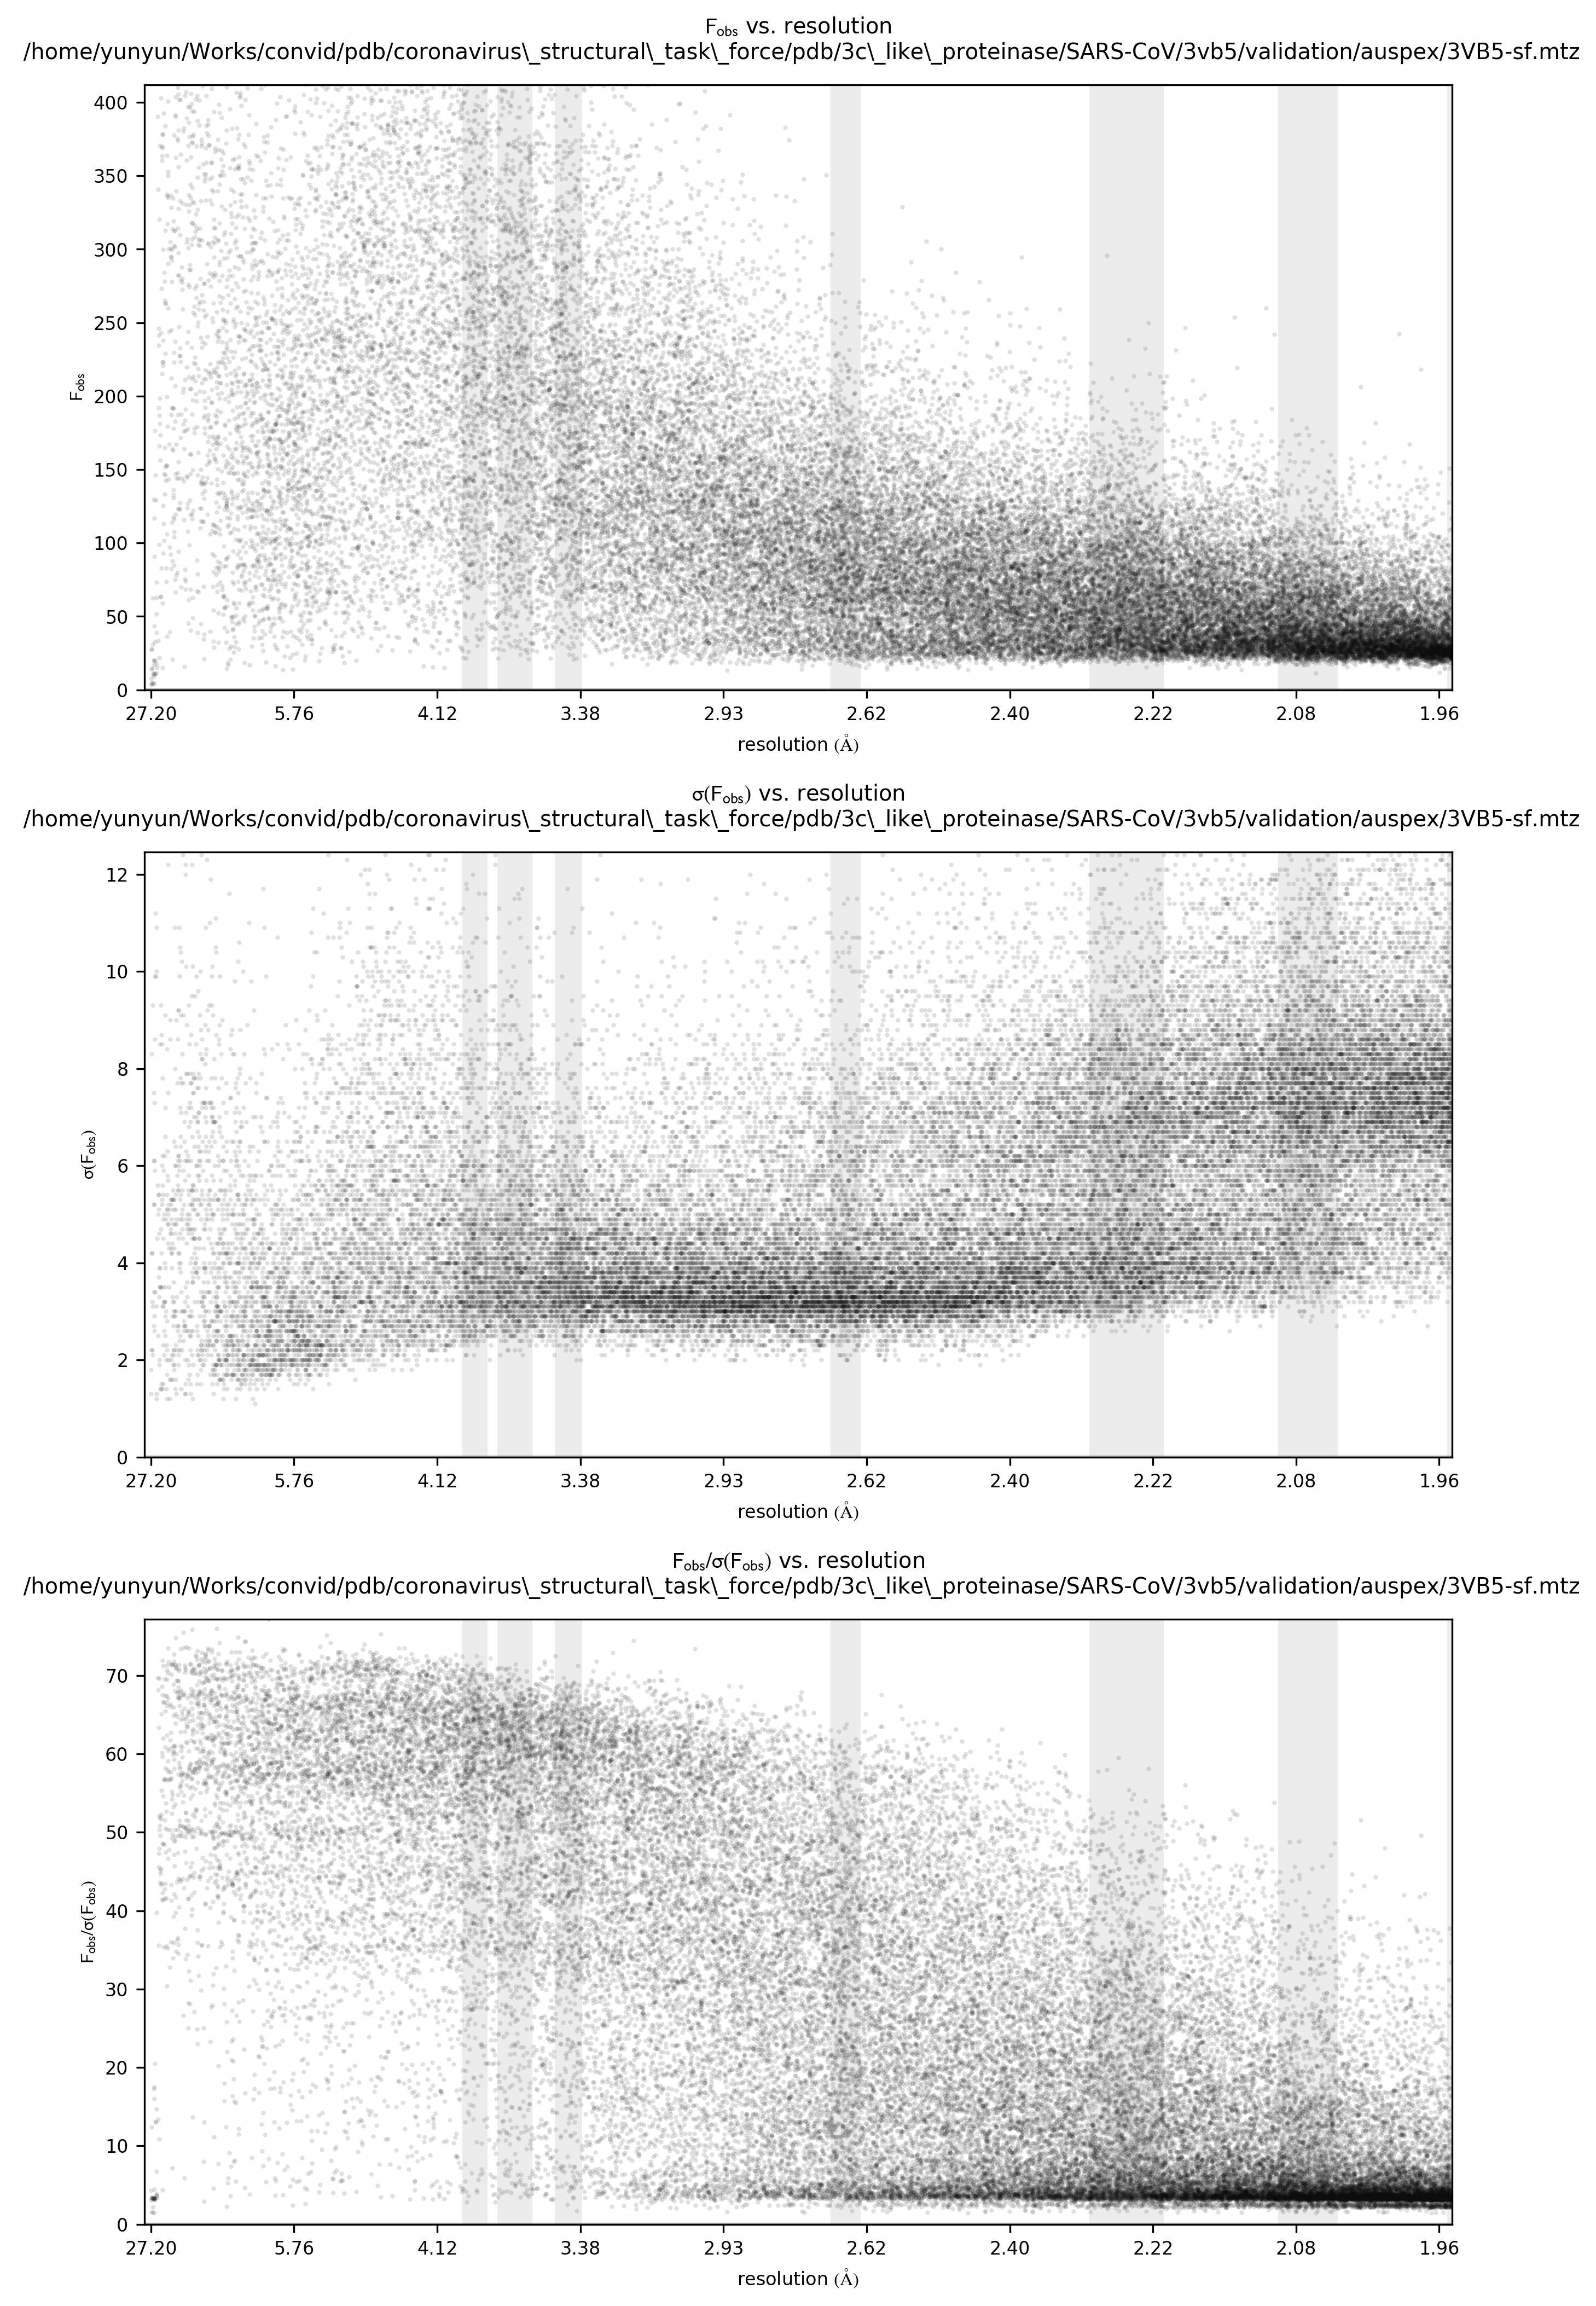 Fobs vs. resolution
/home/yunyun/Works/convid/pdb/coronavirus\_structural\_task\_force/pdb/3c\_like\_proteinase/SARS-CoV/3vb5/validation/auspex/3VB5-sf.mtz
400
350
300
250
200
150
100
50
0
Fobs
27.20 5.76 4.12 3.38 2.93 2.62 2.40 2.22 2.08 1.96
resolution (Å)
σ(Fobs) vs. resolution
/home/yunyun/Works/convid/pdb/coronavirus\_structural\_task\_force/pdb/3c\_like\_proteinase/SARS-CoV/3vb5/validation/auspex/3VB5-sf.mtz
12
10
8
6
4
2
0
σ(Fobs)
27.20 5.76 4.12 3.38 2.93 2.62 2.40 2.22 2.08 1.96
resolution (Å)
Fobs/σ(Fobs) vs. resolution
/home/yunyun/Works/convid/pdb/coronavirus\_structural\_task\_force/pdb/3c\_like\_proteinase/SARS-CoV/3vb5/validation/auspex/3VB5-sf.mtz
70
60
50
40
30
20
10
0
Fobs/σ(Fobs)
27.20 5.76 4.12 3.38 2.93 2.62 2.40 2.22 2.08 1.96
resolution (Å)